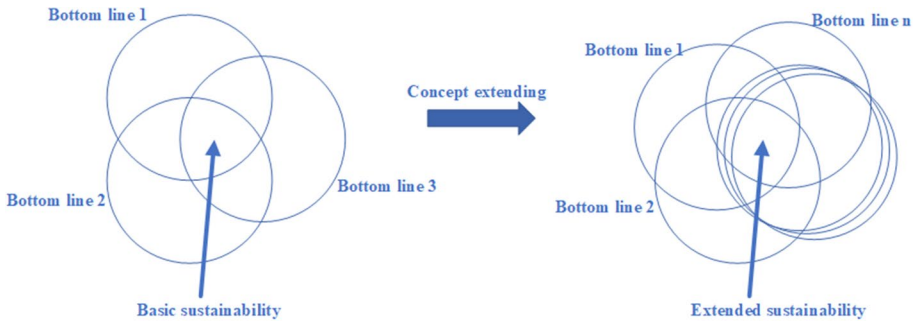 Bottom line 1
Bottom line 2
Bottom line 3
Basic sustainability
Concept extending
Bottom line n
Bottom line 1
Bottom line 2
Extended sustainability